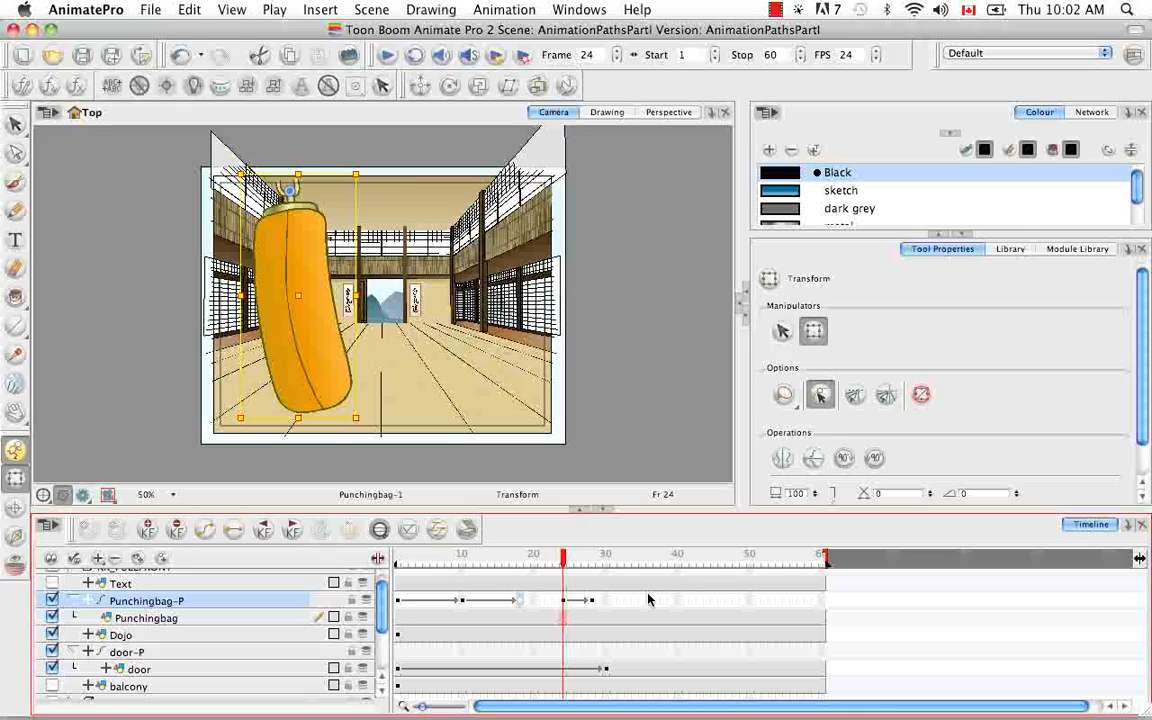 AnimatePro File Edit View Play Insert Scene Drawing Animation Windows Help 7 Thu 10:02 AM
Toon Boom Animate Pro 2 Scene: AnimationPathsPartI Version: AnimationPathsPartI
Frame 24 Start 1 Stop 60 FPS 24 Default
Top Camera Drawing Perspective
Colour Network
Black
sketch
dark grey
Tool Properties Library Module Library
Transform
Manipulators
Options
Operations
50% Punchingbag-1 Transform Fr 24
100 X 0 0
Timeline
10 20 30 40 50
Text
Punchingbag-P
Punchingbag
Dojo
door-P
door
balcony